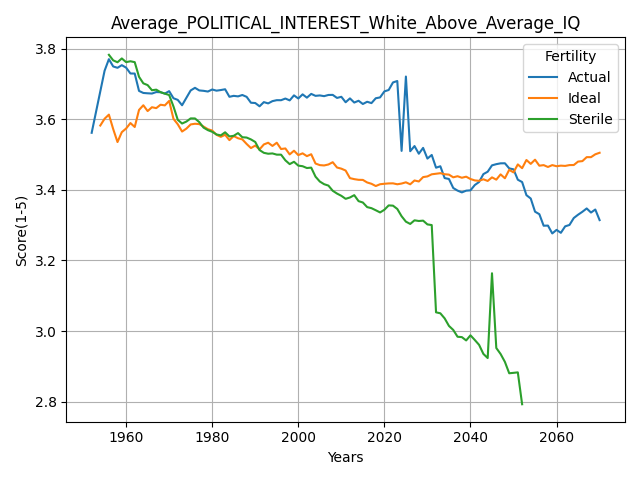 Average_POLITICAL_INTEREST_White_Above_Average_IQ
Fertility
Actual
Ideal
Sterile
Score(1-5)
3.8
3.6
3.4
3.2
3.0
2.8
1960 1980 2000 2020 2040 2060
Years